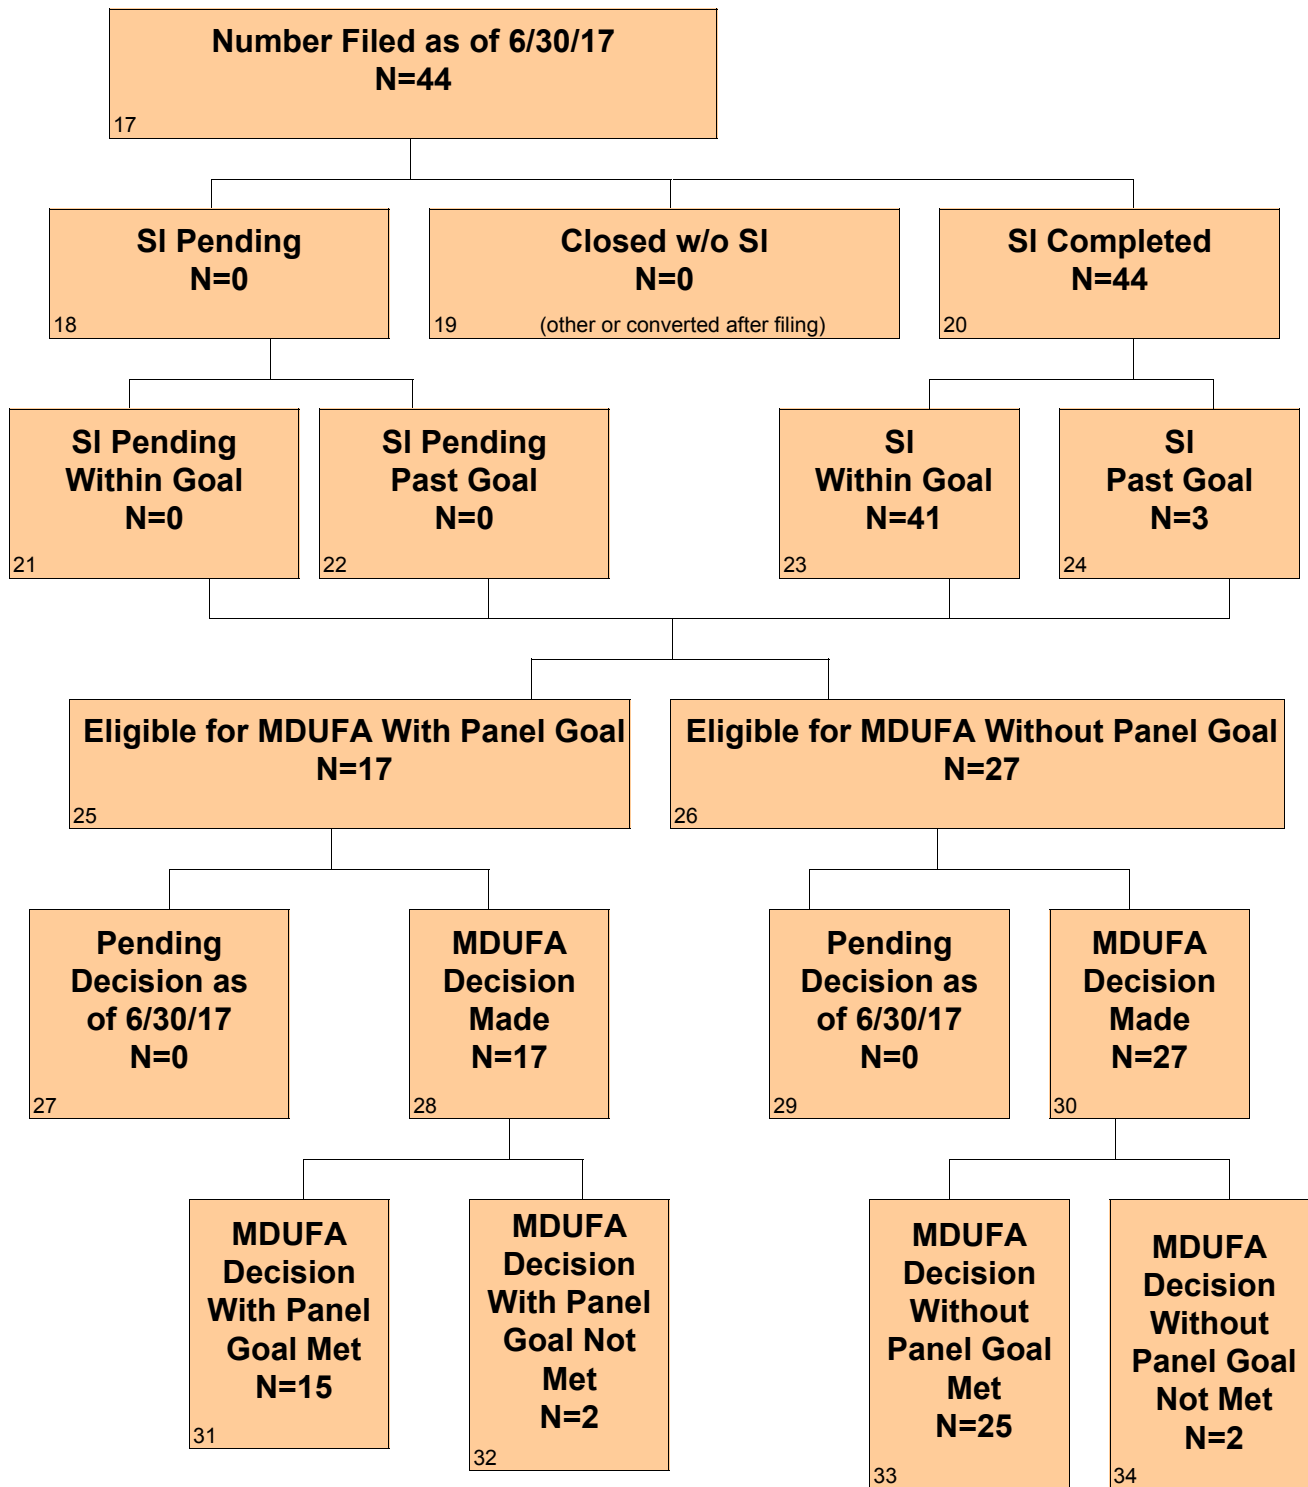 Number Filed as of 6/30/17
N=44
17
SI Pending
N=0
18
Closed w/o SI
N=0
19
(other or converted after filing)
SI Completed
N=44
20
SI Pending
Within Goal
N=0
21
SI Pending
Past Goal
N=0
22
SI
Within Goal
N=41
23
SI
Past Goal
N=3
24
Eligible for MDUFA With Panel Goal
N=17
25
Eligible for MDUFA Without Panel Goal
N=27
26
Pending
Decision as
of 6/30/17
N=0
27
MDUFA
Decision
Made
N=17
28
Pending
Decision as
of 6/30/17
N=0
29
MDUFA
Decision
Made
N=27
30
MDUFA
Decision
With Panel
Goal Met
N=15
31
MDUFA
Decision
With Panel
Goal Not
Met
N=2
32
MDUFA
Decision
Without
Panel Goal
Met
N=25
33
MDUFA
Decision
Without
Panel Goal
Not Met
N=2
34